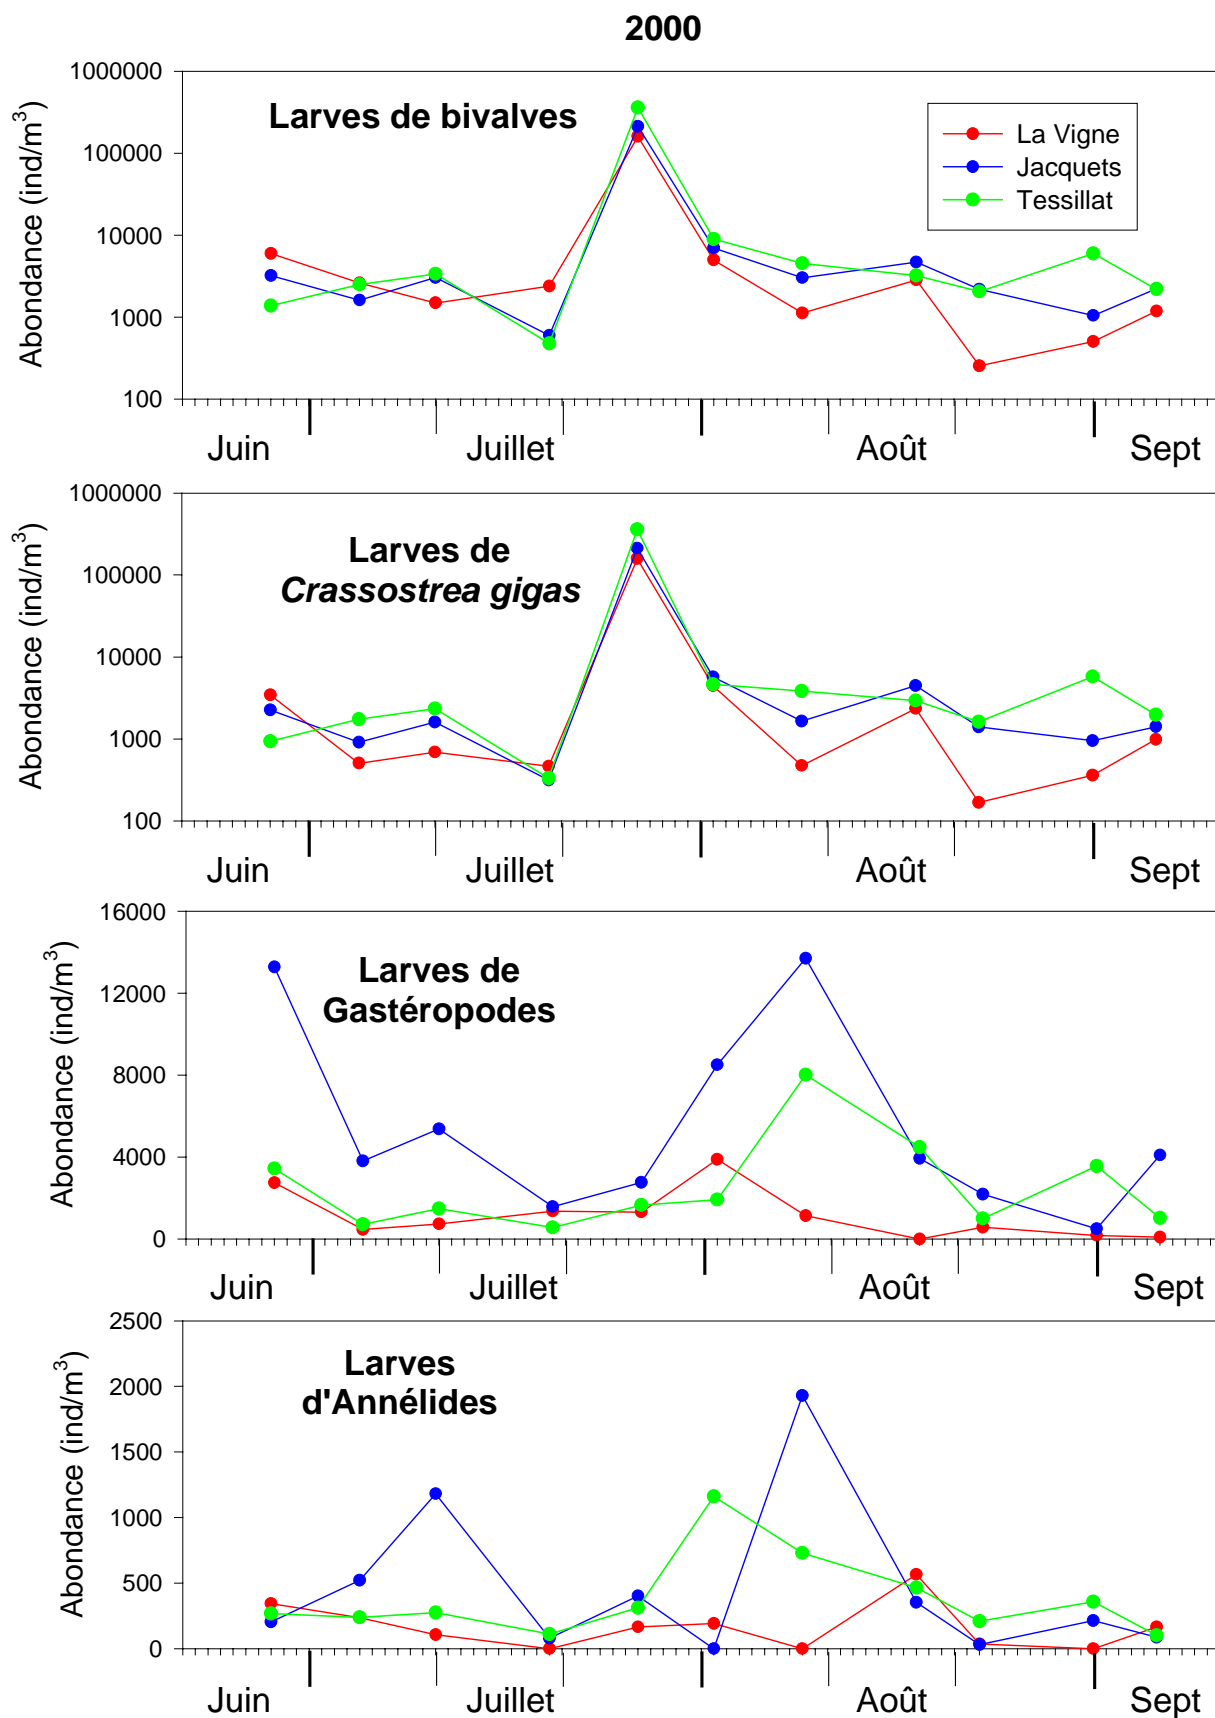 2000
Abondance (ind/m³)
1000000
100000
10000
1000
100
Larves de bivalves
La Vigne
Jacquets
Tessillat
Juin Juillet Août Sept
Abondance (ind/m³)
1000000
100000
10000
1000
100
Larves de
Crassostrea gigas
Juin Juillet Août Sept
Abondance (ind/m³)
16000
12000
8000
4000
0
Larves de
Gastéropodes
Juin Juillet Août Sept
Abondance (ind/m³)
2500
2000
1500
1000
500
0
Larves
d'Annélides
Juin Juillet Août Sept